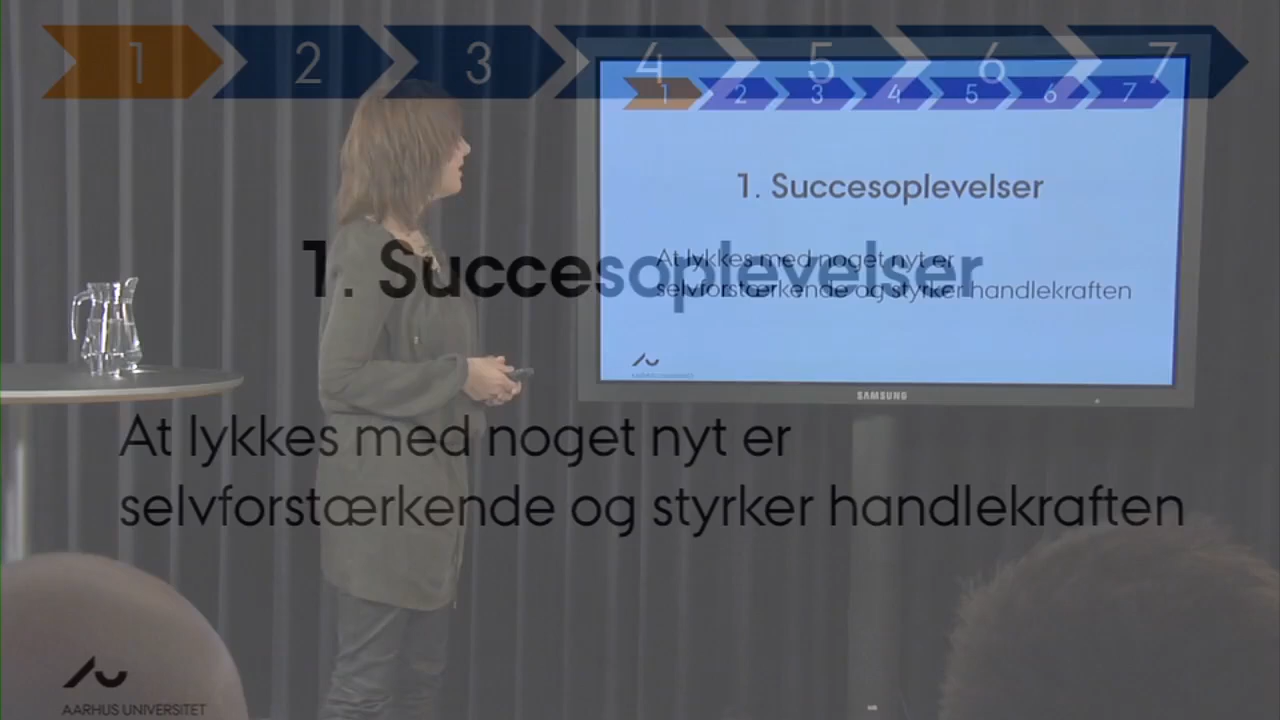 1 2 3 4 5 6 7
1 2 3 4 5 6 7
1. Succesoplevelser
At lykkes med noget nyt er
selvforstærkende og styrker handlekraften
SAMSUNG
1. Succesoplevelser
At lykkes med noget nyt er
selvforstærkende og styrker handlekraften
AARHUS UNIVERSITET